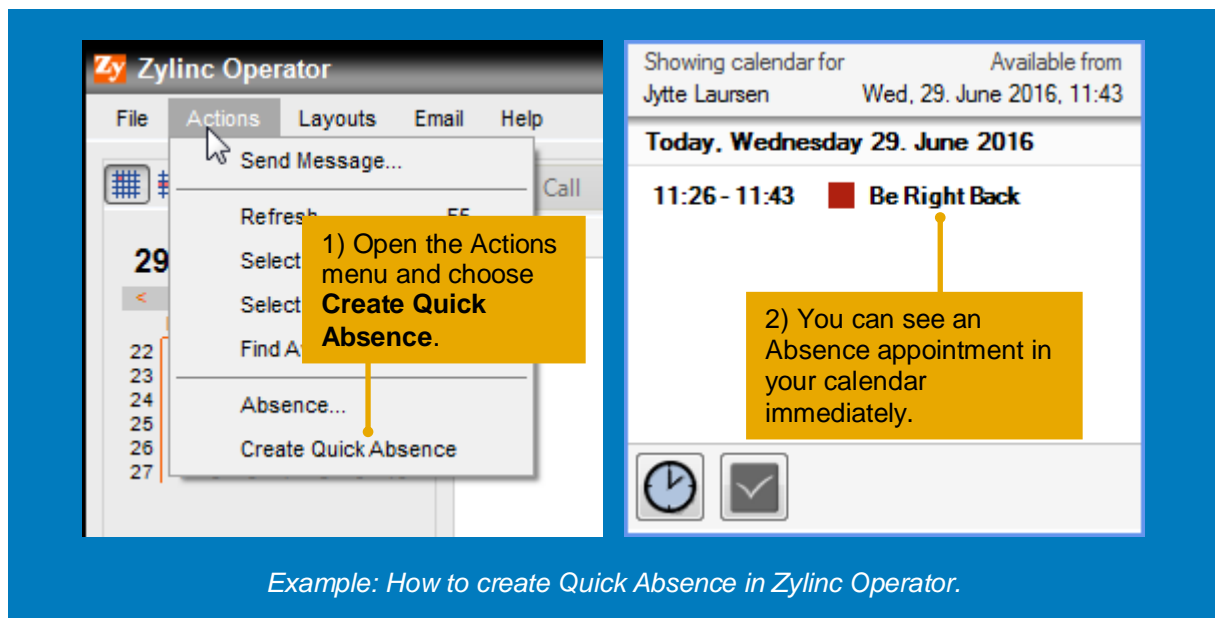 Zy Zylinc Operator
File Actions Layouts Email Help
Send Message...
Call
Refresh F5
29
Select
<
Select
22
Find A
23
24
Absence...
25
26
Create Quick Absence
27
1) Open the Actions
menu and choose
Create Quick
Absence.
Showing calendar for Available from
Jytte Laursen Wed, 29. June 2016, 11:43
Today, Wednesday 29. June 2016
11:26 - 11:43 Be Right Back
2) You can see an
Absence appointment in
your calendar
immediately.
Example: How to create Quick Absence in Zylinc Operator.